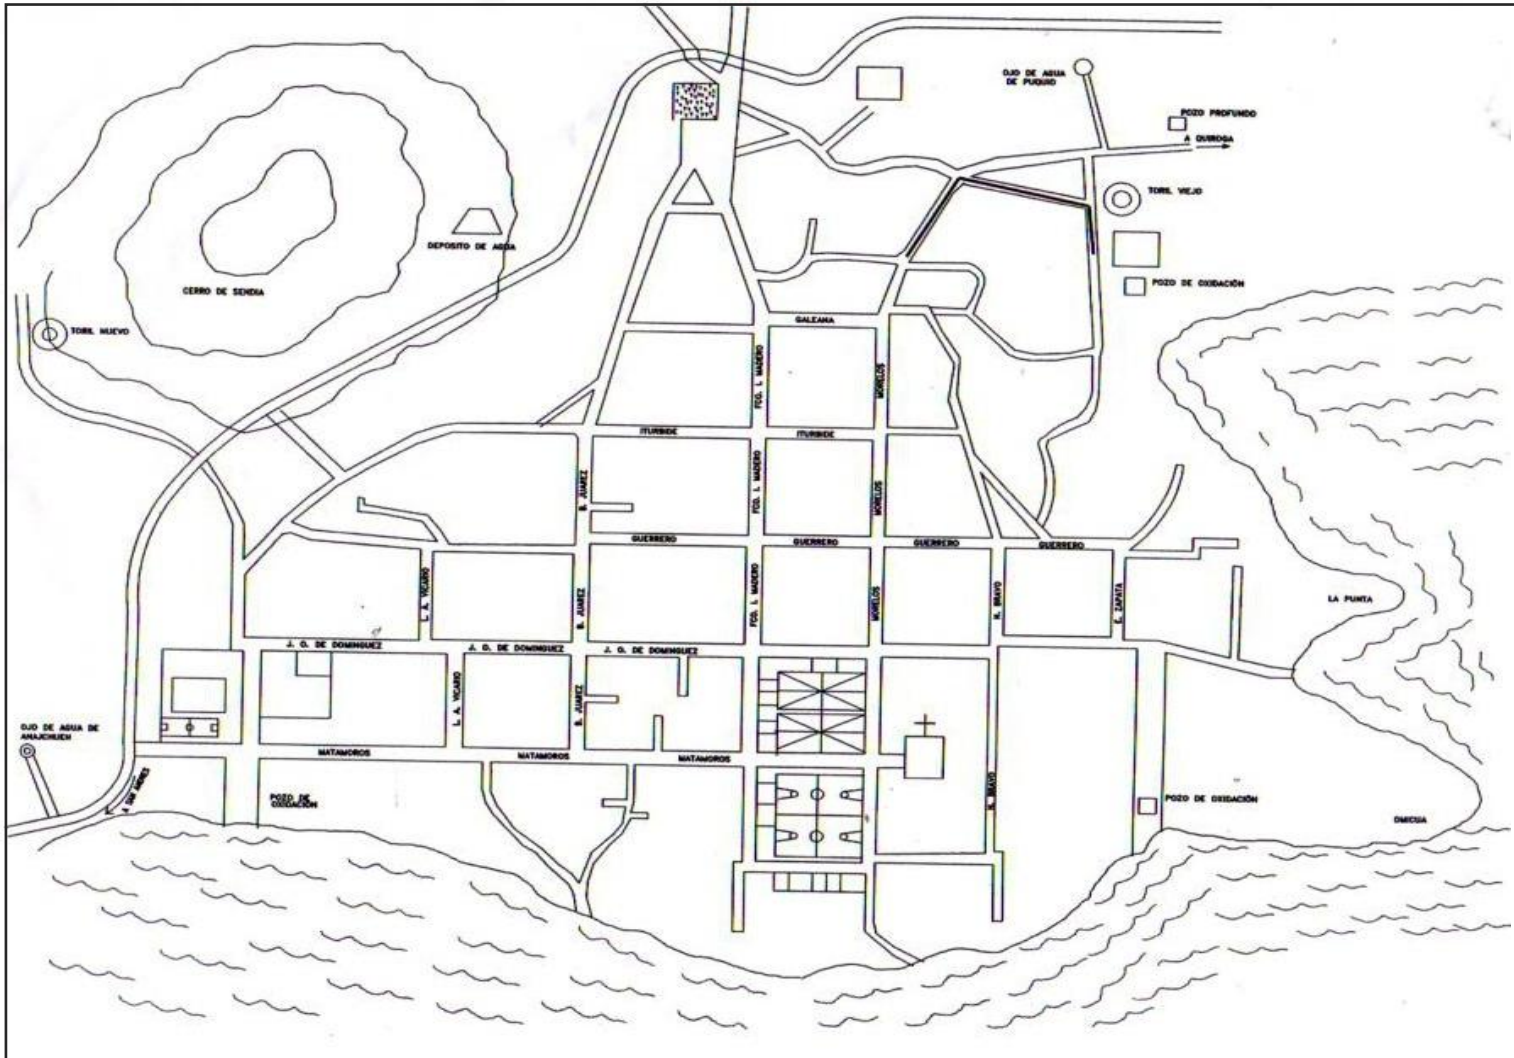 OJO DE AGUA
DE PUQUIO
POZO PROFUNDO
A QUIROGA
TORIL VIEJO
DEPOSITO DE AGUA
CERRO DE SENDIA
POZO DE OXIDACIÓN
TORIL NUEVO
GALEANA
FCO. I. MADERO
MORELOS
ITURBIDE
ITURBIDE
B. JUAREZ
FCO. I. MADERO
MORELOS
GUERRERO
GUERRERO
GUERRERO
GUERRERO
L. A. VICARIO
B. JUAREZ
FCO. I. MADERO
MORELOS
N. BRAVO
E. ZAPATA
LA PUNTA
J. O. DE DOMINGUEZ
J. O. DE DOMINGUEZ
J. O. DE DOMINGUEZ
L. A. VICARIO
B. JUAREZ
OJO DE AGUA DE
MATAMOROS
MATAMOROS
MATAMOROS
A SAN ANDRES
POZO DE
OXIDACIÓN
N. BRAVO
POZO DE OXIDACIÓN